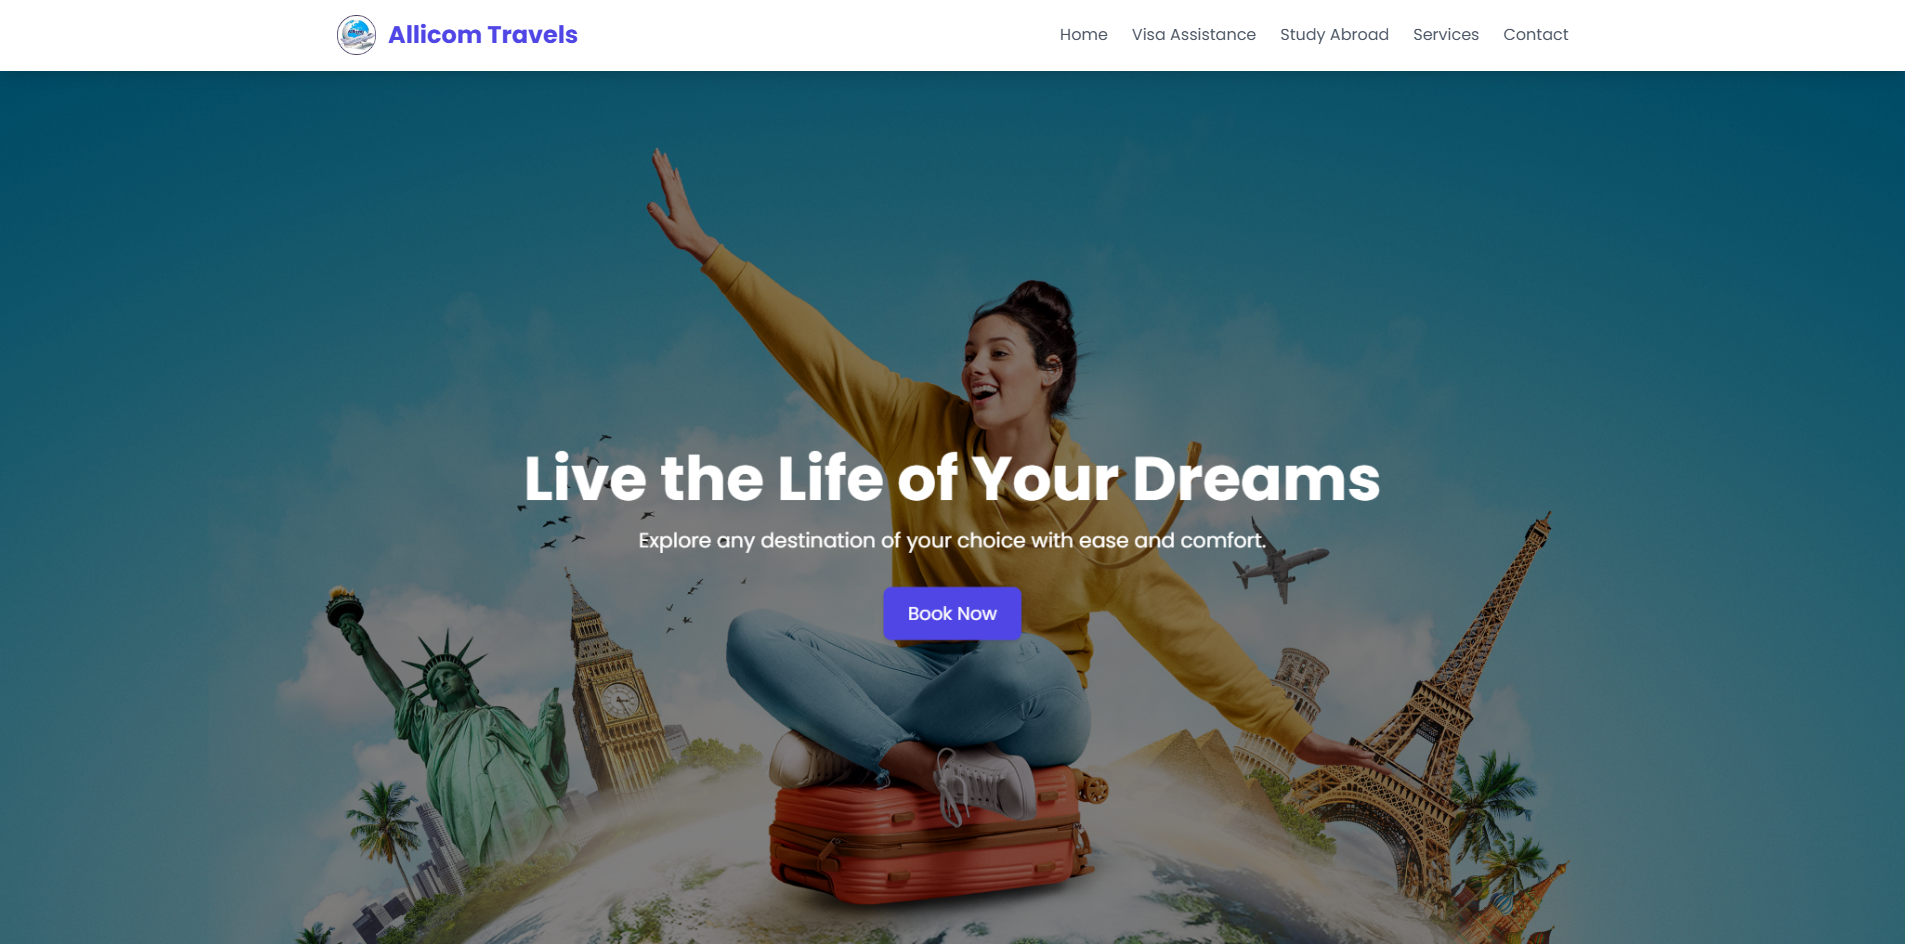 Allicom Travels
Home Visa Assistance Study Abroad Services Contact
Live the Life of Your Dreams
Explore any destination of your choice with ease and comfort.
Book Now